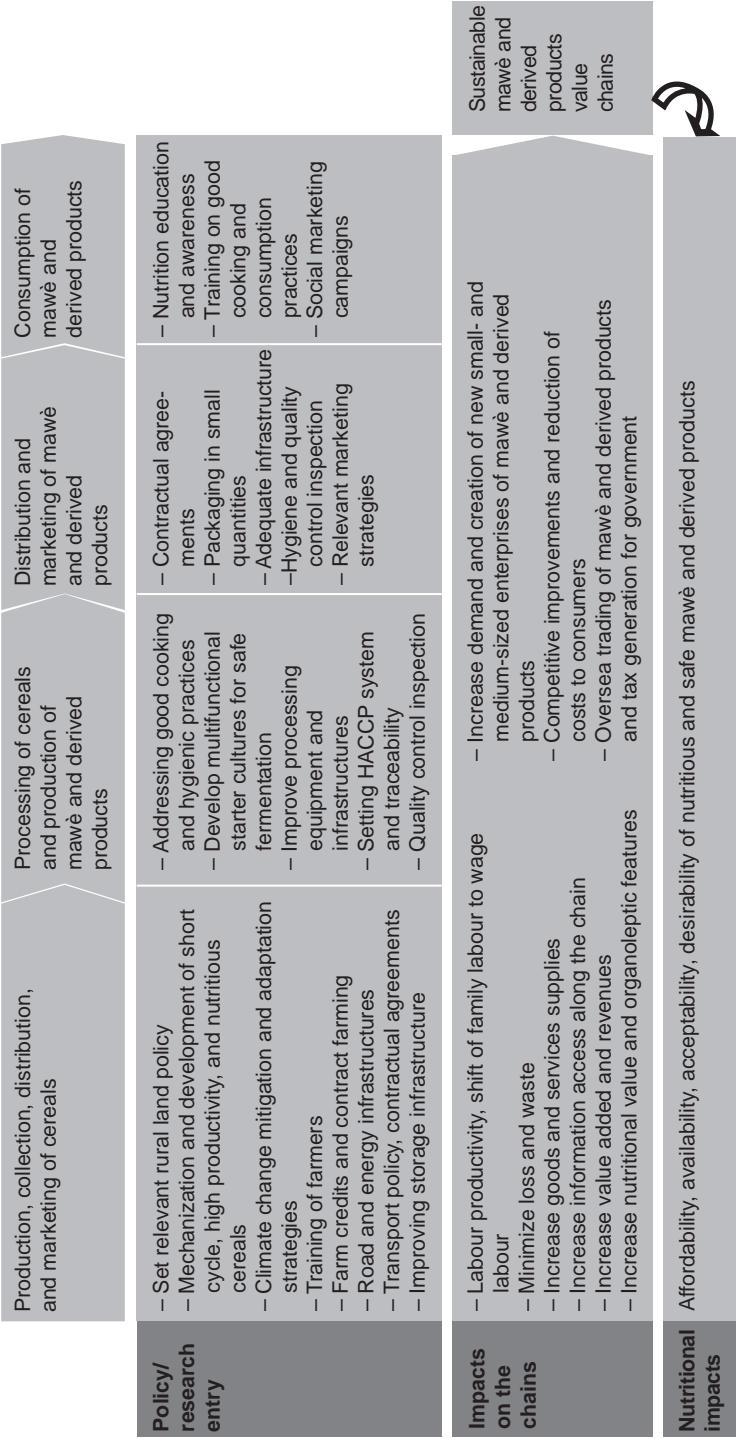 Production, collection, distribution,
and marketing of cereals
Processing of cereals
and production of
mawè and derived
products
Distribution and
marketing of mawè
and derived
products
Consumption of
mawè and
derived products
Policy/
research
entry
– Set relevant rural land policy
– Mechanization and development of short
cycle, high productivity, and nutritious
cereals
– Climate change mitigation and adaptation
strategies
– Training of farmers
– Farm credits and contract farming
– Road and energy infrastructures
– Transport policy, contractual agreements
– Improving storage infrastructure
– Addressing good cooking
and hygienic practices
– Develop multifunctional
starter cultures for safe
fermentation
– Improve processing
equipment and
infrastructures
– Setting HACCP system
and traceability
– Quality control inspection
– Contractual agree-
ments
– Packaging in small
quantities
– Adequate infrastructure
–Hygiene and quality
control inspection
– Relevant marketing
strategies
– Nutrition education
and awareness
– Training on good
cooking and
consumption
practices
– Social marketing
campaigns
Impacts
on the
chains
– Labour productivity, shift of family labour to wage
labour
– Minimize loss and waste
– Increase goods and services supplies
– Increase information access along the chain
– Increase value added and revenues
– Increase nutritional value and organoleptic features
– Increase demand and creation of new small- and
medium-sized enterprises of mawè and derived
products
– Competitive improvements and reduction of
costs to consumers
– Oversea trading of mawè and derived products
and tax generation for government
Sustainable
mawè and
derived
products
value
chains
Nutritional
impacts
Affordability, availability, acceptability, desirability of nutritious and safe mawè and derived products